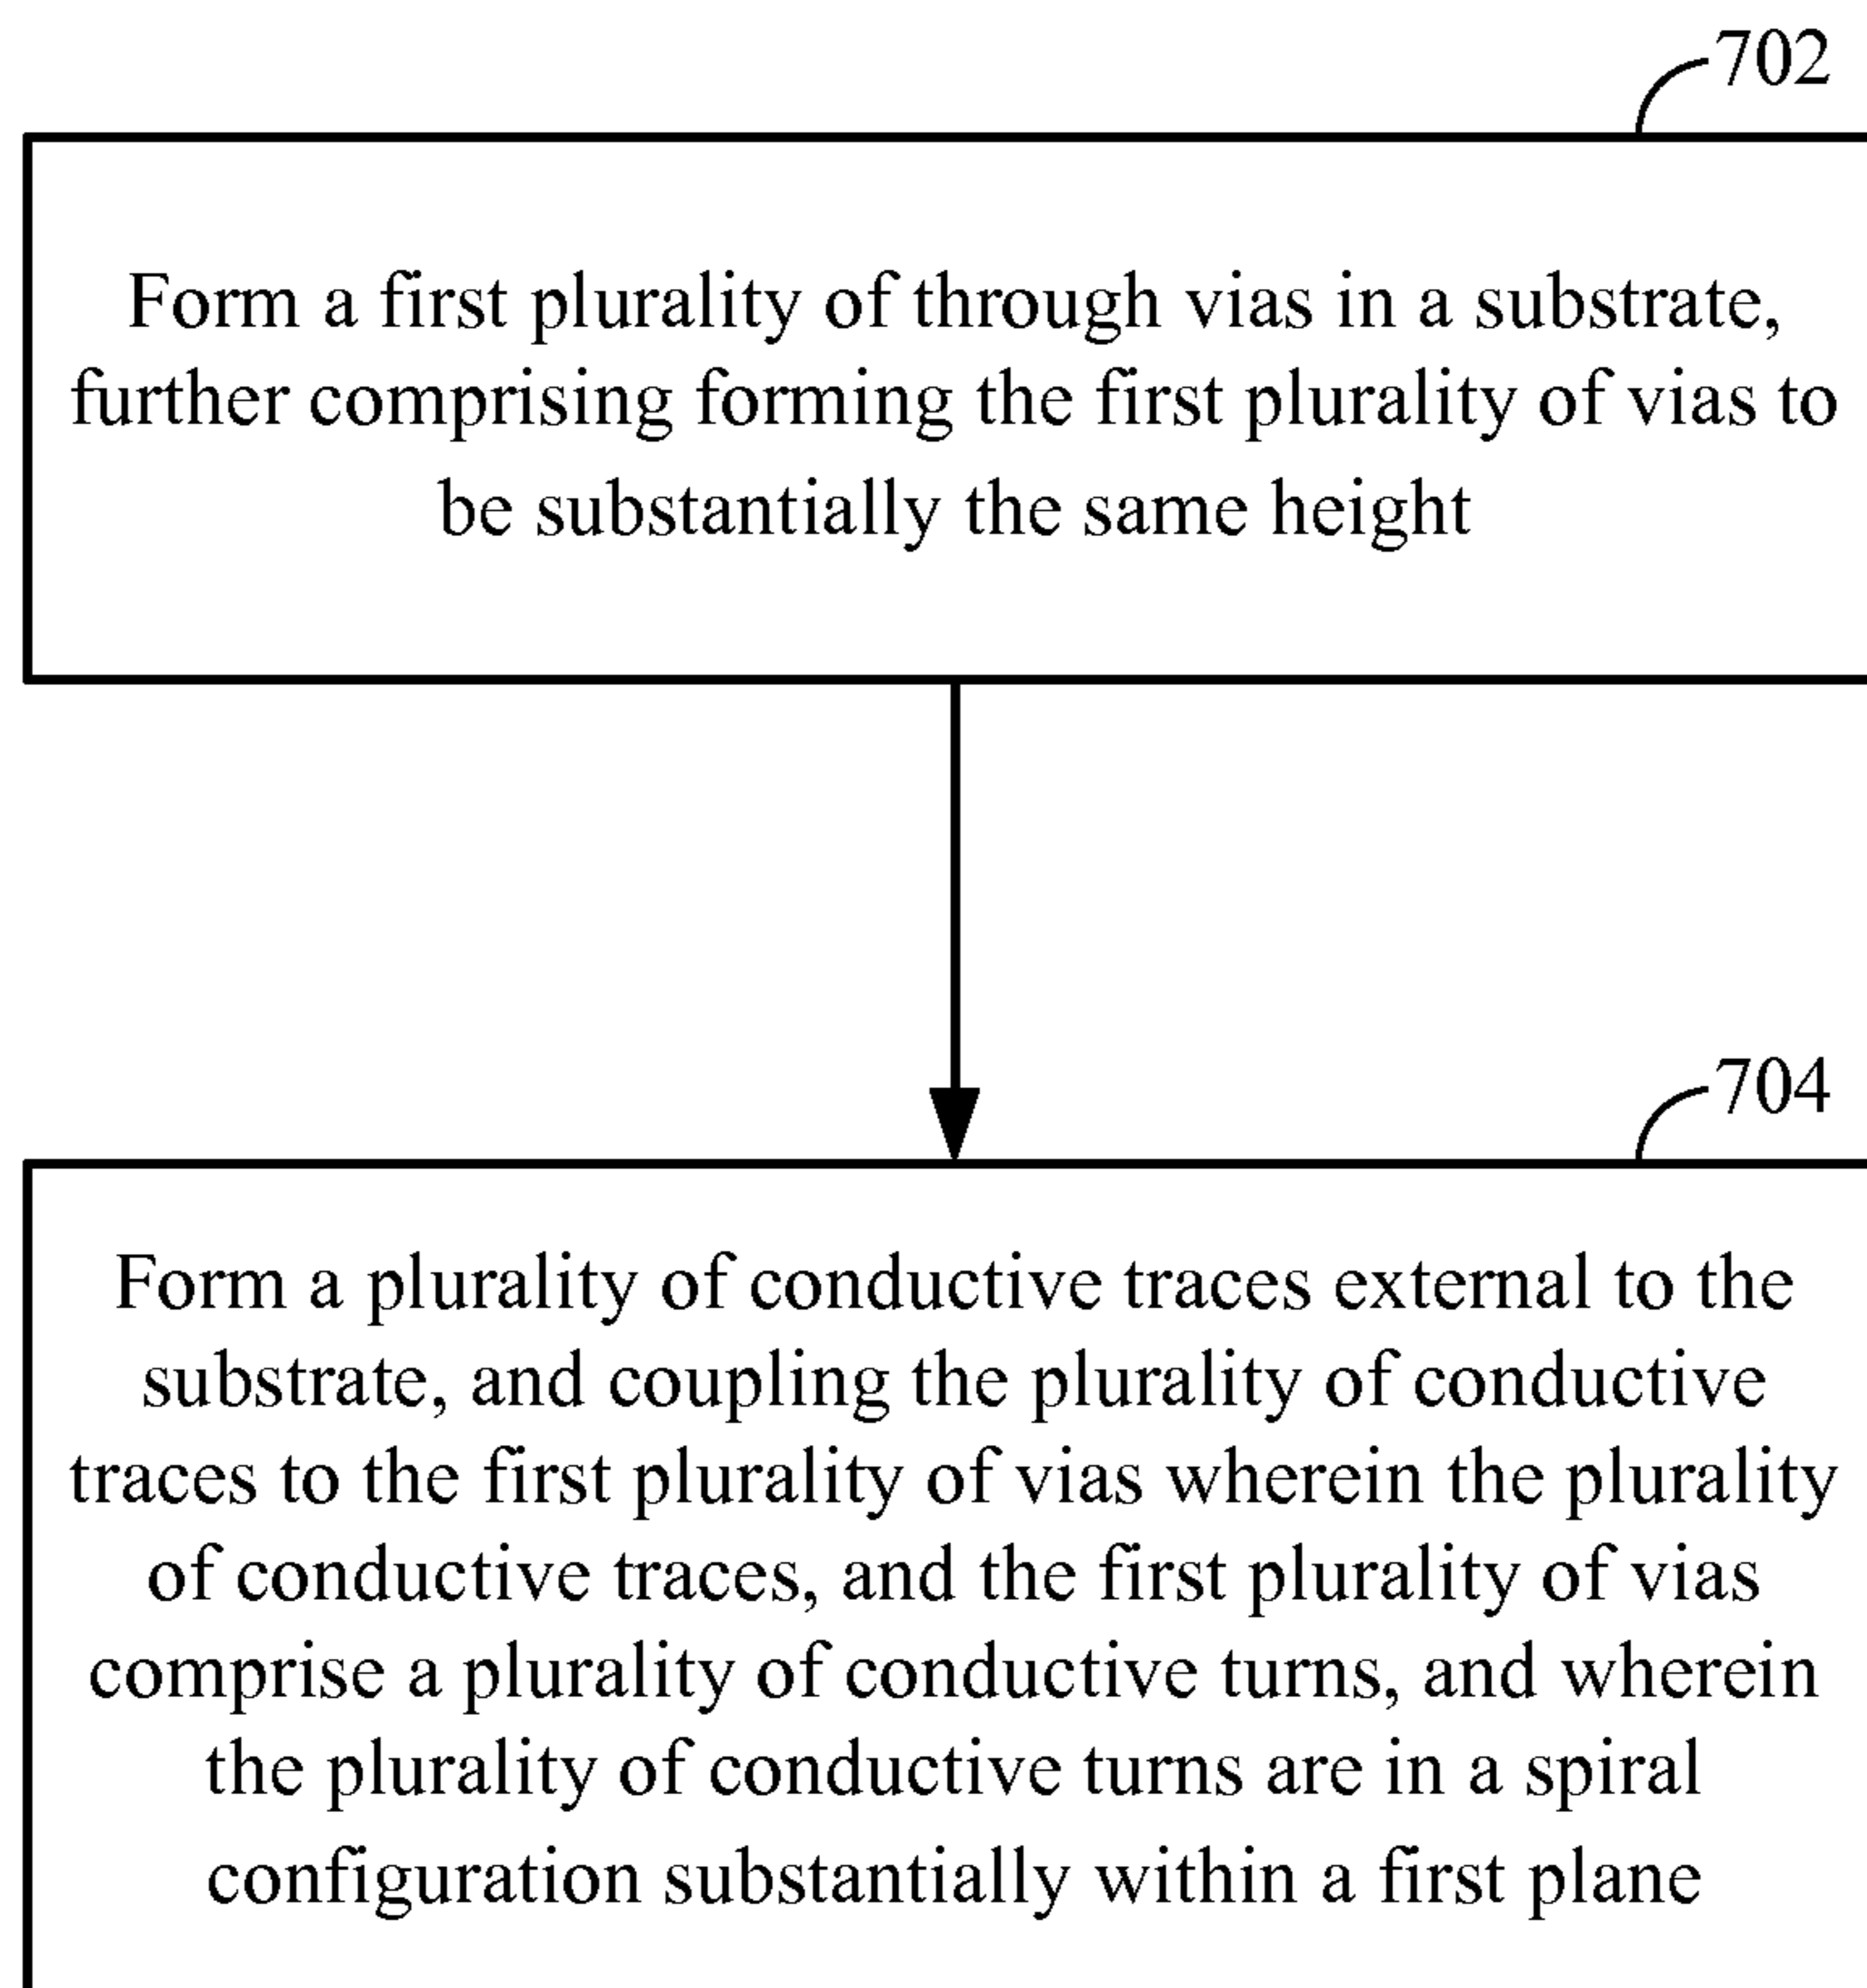 702
Form a first plurality of through vias in a substrate,
further comprising forming the first plurality of vias to
be substantially the same height
704
Form a plurality of conductive traces external to the
substrate, and coupling the plurality of conductive
traces to the first plurality of vias wherein the plurality
of conductive traces, and the first plurality of vias
comprise a plurality of conductive turns, and wherein
the plurality of conductive turns are in a spiral
configuration substantially within a first plane